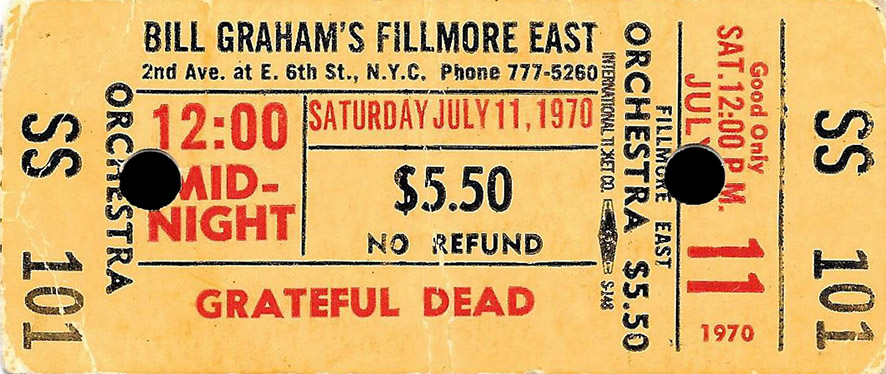 SS 101
ORCHESTRA
BILL GRAHAM'S FILLMORE EAST
2nd Ave. at E. 6th St., N.Y.C. Phone 777-5260
12:00
MID-
NIGHT
SATURDAY JULY 11, 1970
$5.50
NO REFUND
GRATEFUL DEAD
INTERNATIONAL TICKET CO. S-148
ORCHESTRA $5.50
FILLMORE EAST
Good Only
SAT. 12:00 P.M.
JULY 11
1970
SS 101